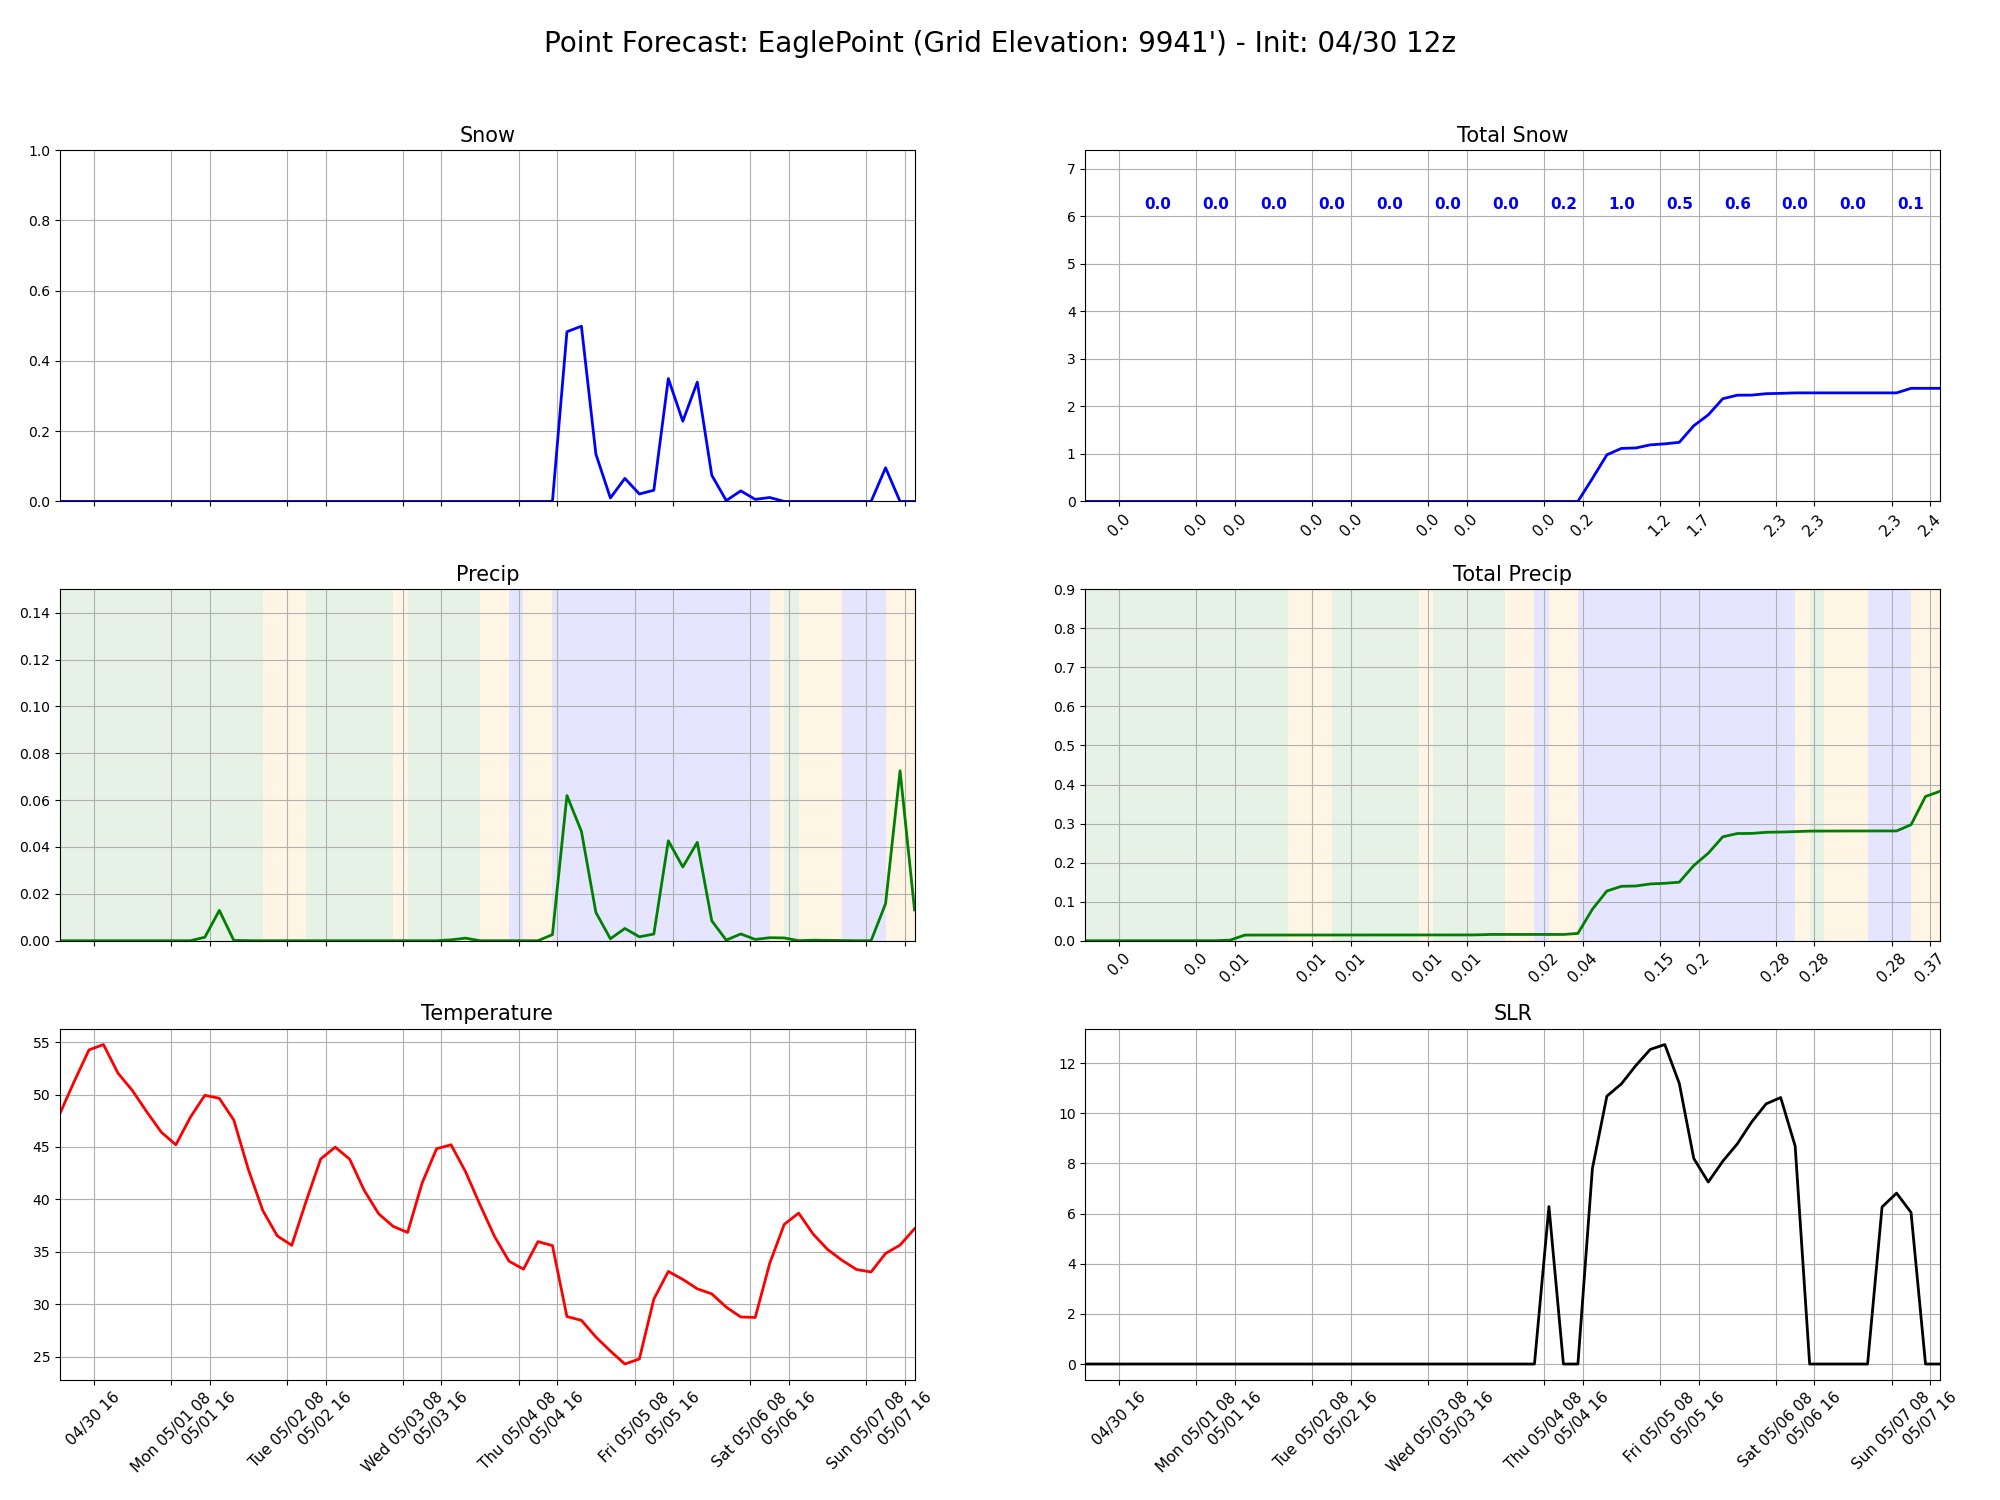 Point Forecast: EaglePoint (Grid Elevation: 9941') - Init: 04/30 12z
Snow
1.0
0.8
0.6
0.4
0.2
0.0
Total Snow
7
6
5
4
3
2
1
0
0.0 0.0 0.0 0.0 0.0 0.0 0.0 0.2 1.0 0.5 0.6 0.0 0.0 0.1
0.0 0.0 0.0 0.0 0.0 0.0 0.0 0.0 0.2 1.2 1.7 2.3 2.3 2.3 2.4
Precip
0.14
0.12
0.10
0.08
0.06
0.04
0.02
0.00
Total Precip
0.9
0.8
0.7
0.6
0.5
0.4
0.3
0.2
0.1
0.0
0.0 0.0 0.01 0.01 0.01 0.01 0.01 0.02 0.04 0.15 0.2 0.28 0.28 0.28 0.37
Temperature
55
50
45
40
35
30
25
04/30 16
Mon 05/01 08
05/01 16
Tue 05/02 08
05/02 16
Wed 05/03 08
05/03 16
Thu 05/04 08
05/04 16
Fri 05/05 08
05/05 16
Sat 05/06 08
05/06 16
Sun 05/07 08
05/07 16
SLR
12
10
8
6
4
2
0
04/30 16
Mon 05/01 08
05/01 16
Tue 05/02 08
05/02 16
Wed 05/03 08
05/03 16
Thu 05/04 08
05/04 16
Fri 05/05 08
05/05 16
Sat 05/06 08
05/06 16
Sun 05/07 08
05/07 16